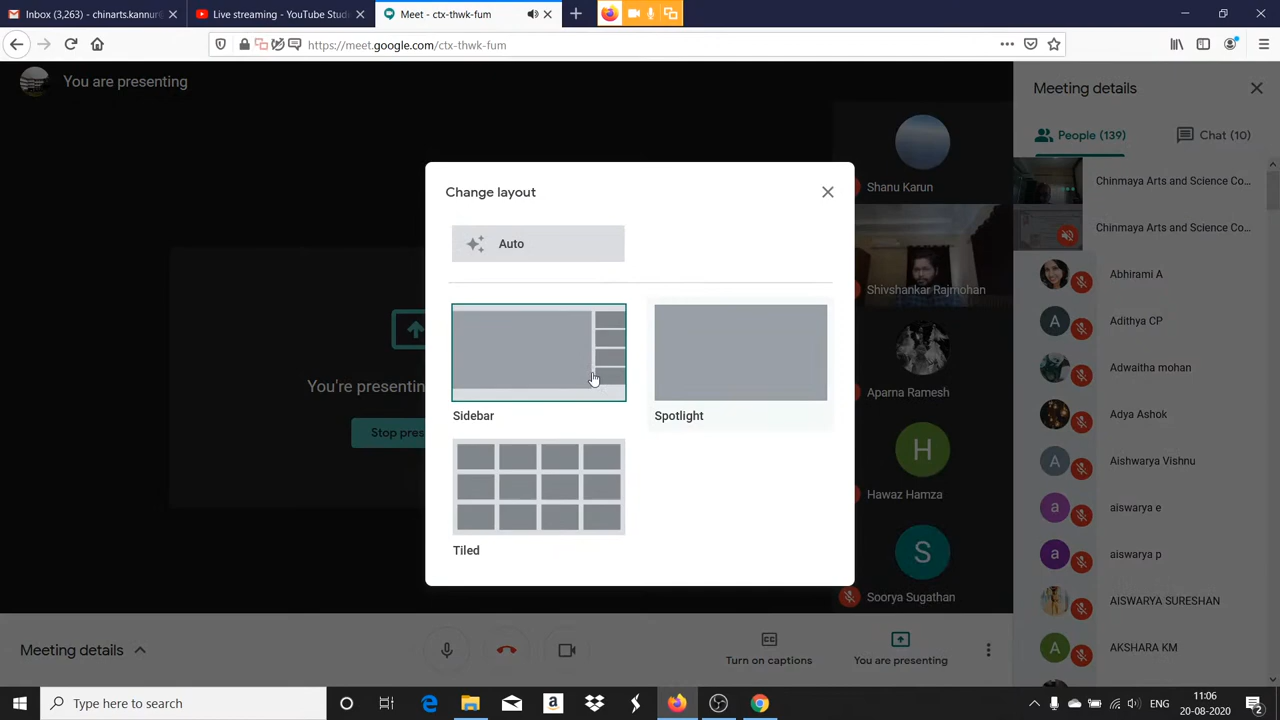 Inbox (3,263) - chinarts.kannur
Live streaming - YouTube Studi
Meet - ctx-thwk-fum
https://meet.google.com/ctx-thwk-fum
You are presenting
Meeting details
People (139)
Chat (10)
Shanu Karun
Chinmaya Arts and Science Co...
Change layout
Auto
Chinmaya Arts and Science Co...
Shivshankar Rajmohan
Abhirami A
Adithya CP
Adwaitha mohan
You're presentin
Aparna Ramesh
Adya Ashok
Sidebar
Spotlight
Stop pres
A
H
Aishwarya Vishnu
Hawaz Hamza
a
aiswarya e
Tiled
S
a
aiswarya p
Soorya Sugathan
AISWARYA SURESHAN
A
AKSHARA KM
Meeting details
CC
Turn on captions
You are presenting
Type here to search
ENG
11:06
20-08-2020
2